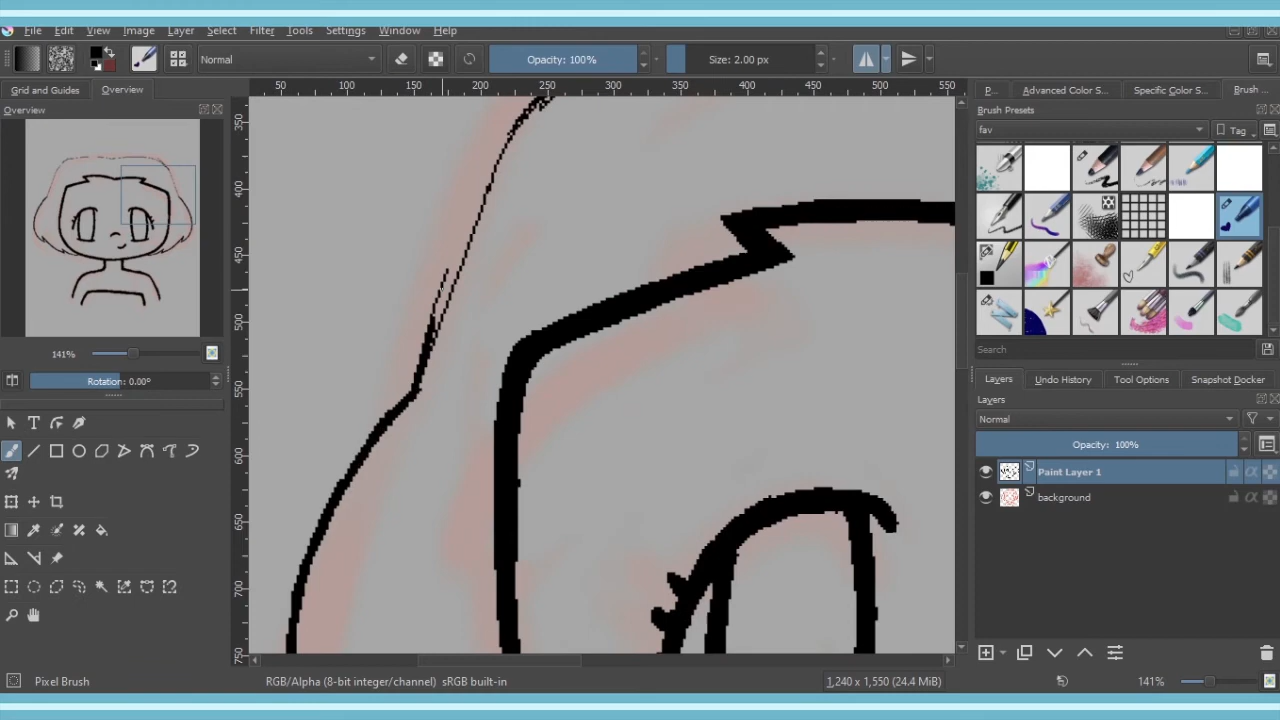 File Edit View Image Layer Select Filter Tools Settings Window Help
Normal Opacity: 100% Size: 2.00 px
Grid and Guides Overview
50 100 150 200 250 300 350 400 450 500 550
P... Advanced Color S... Specific Color S... Brush ...
Overview
Brush Presets
fav Tag
350
400
450
500
550
600
650
700
750
141%
Rotation: 0.00°
Search
Layers Undo History Tool Options Snapshot Docker
Layers
Normal
Opacity: 100%
Paint Layer 1
background
Pixel Brush RGB/Alpha (8-bit integer/channel) sRGB built-in 1,240 x 1,550 (24.4 MiB) 141%